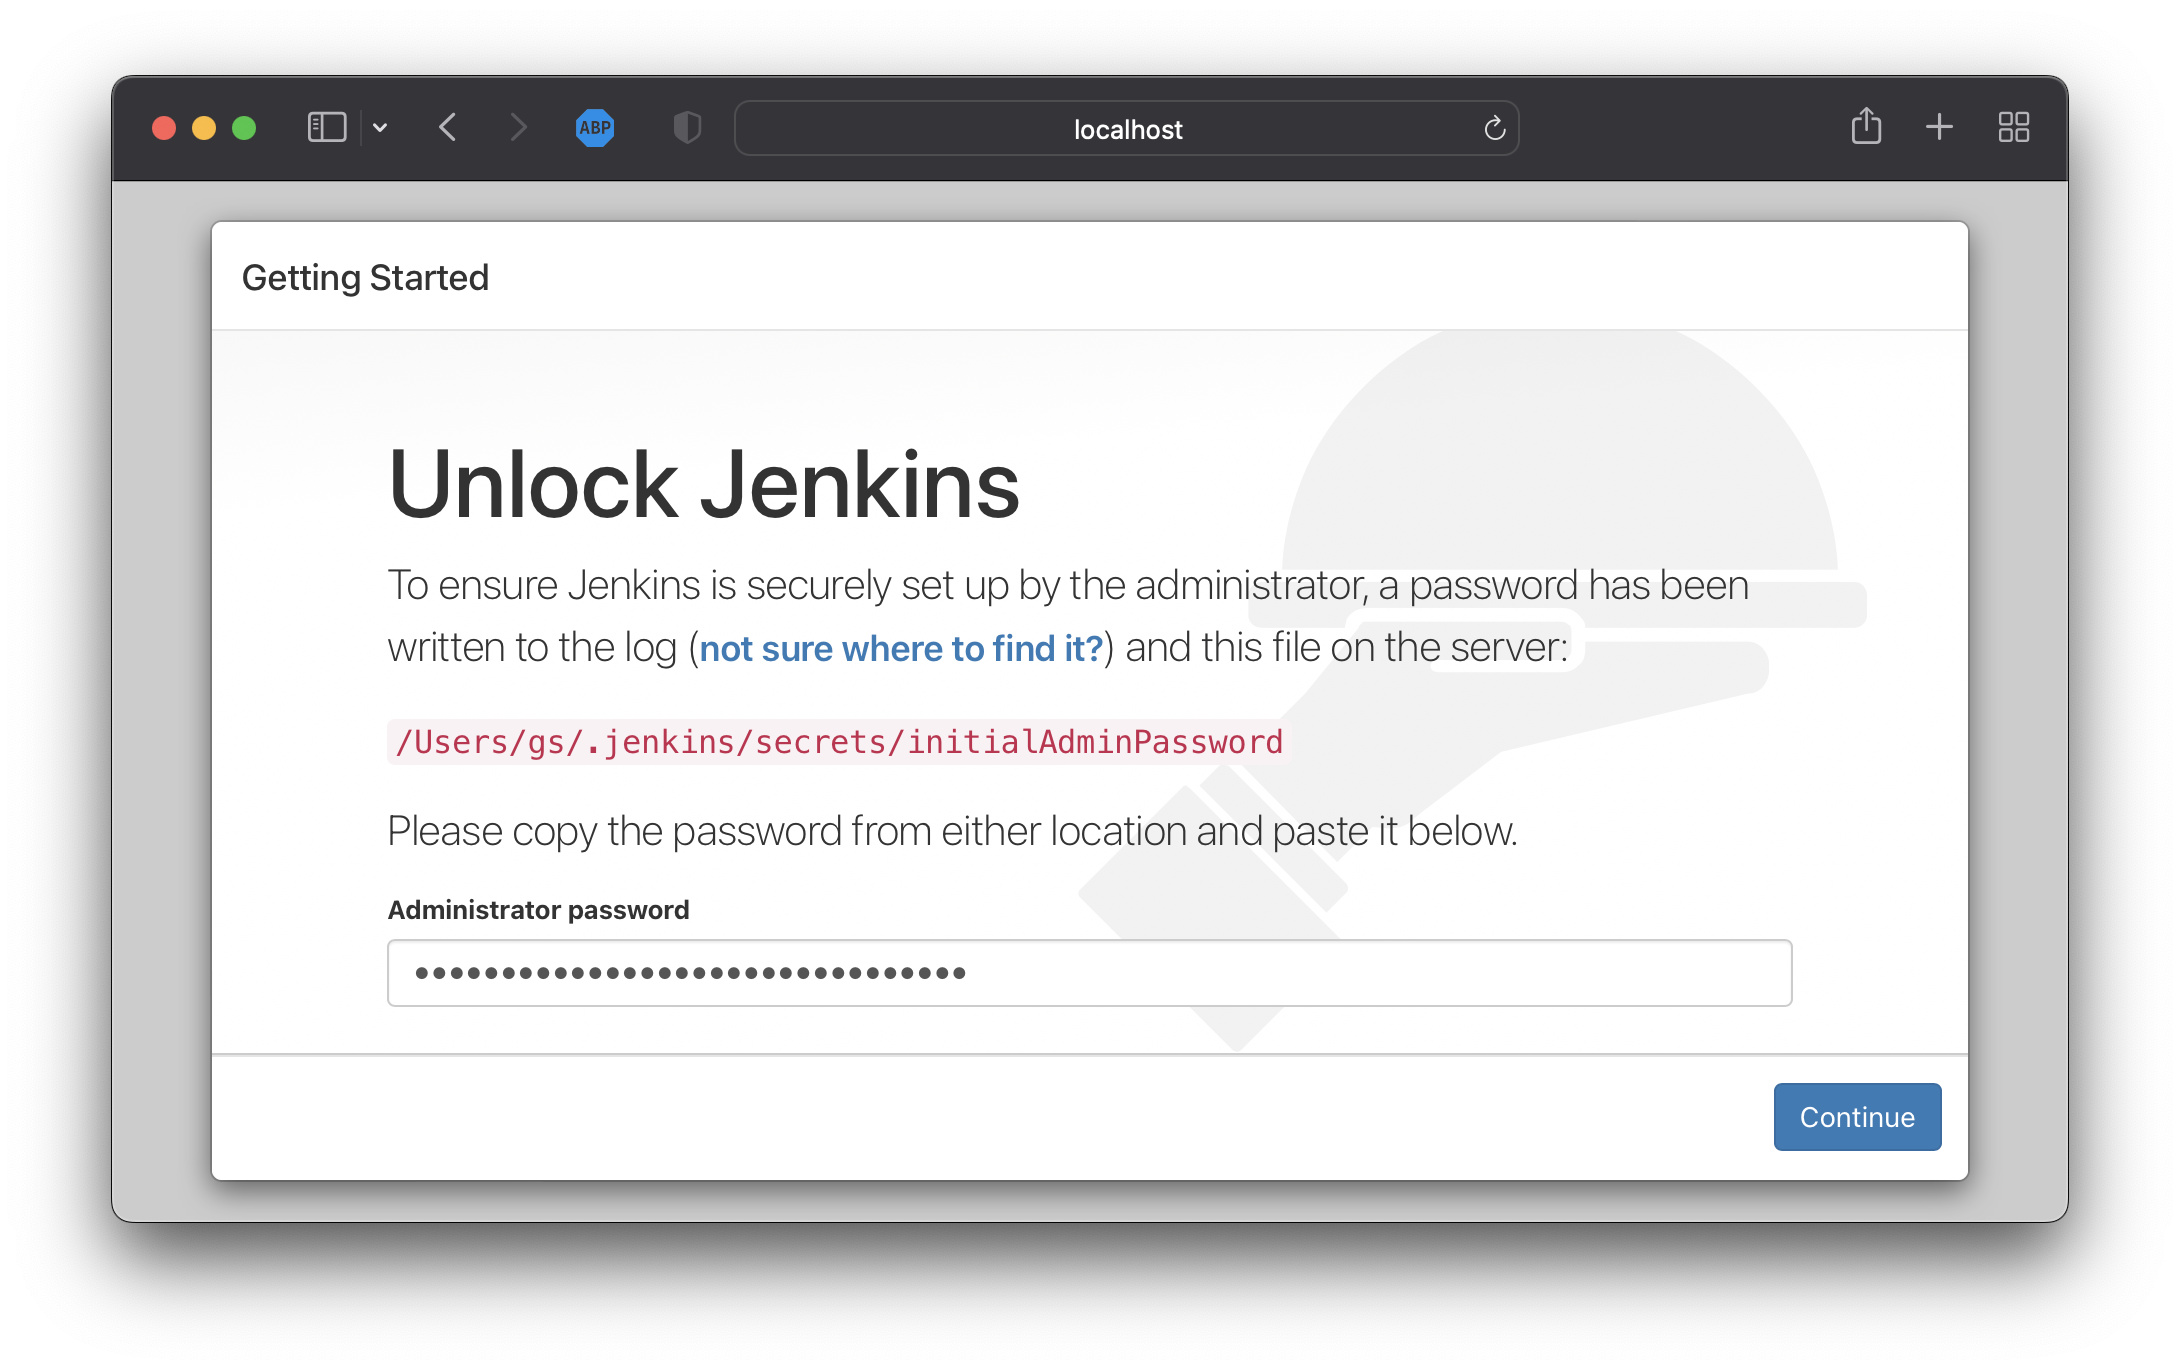 ABP
localhost
Getting Started
Unlock Jenkins
To ensure Jenkins is securely set up by the administrator, a password has been
written to the log (not sure where to find it?) and this file on the server:
/Users/gs/.jenkins/secrets/initialAdminPassword
Please copy the password from either location and paste it below.
Administrator password
••••••••••••••••••••••••••••••••
Continue